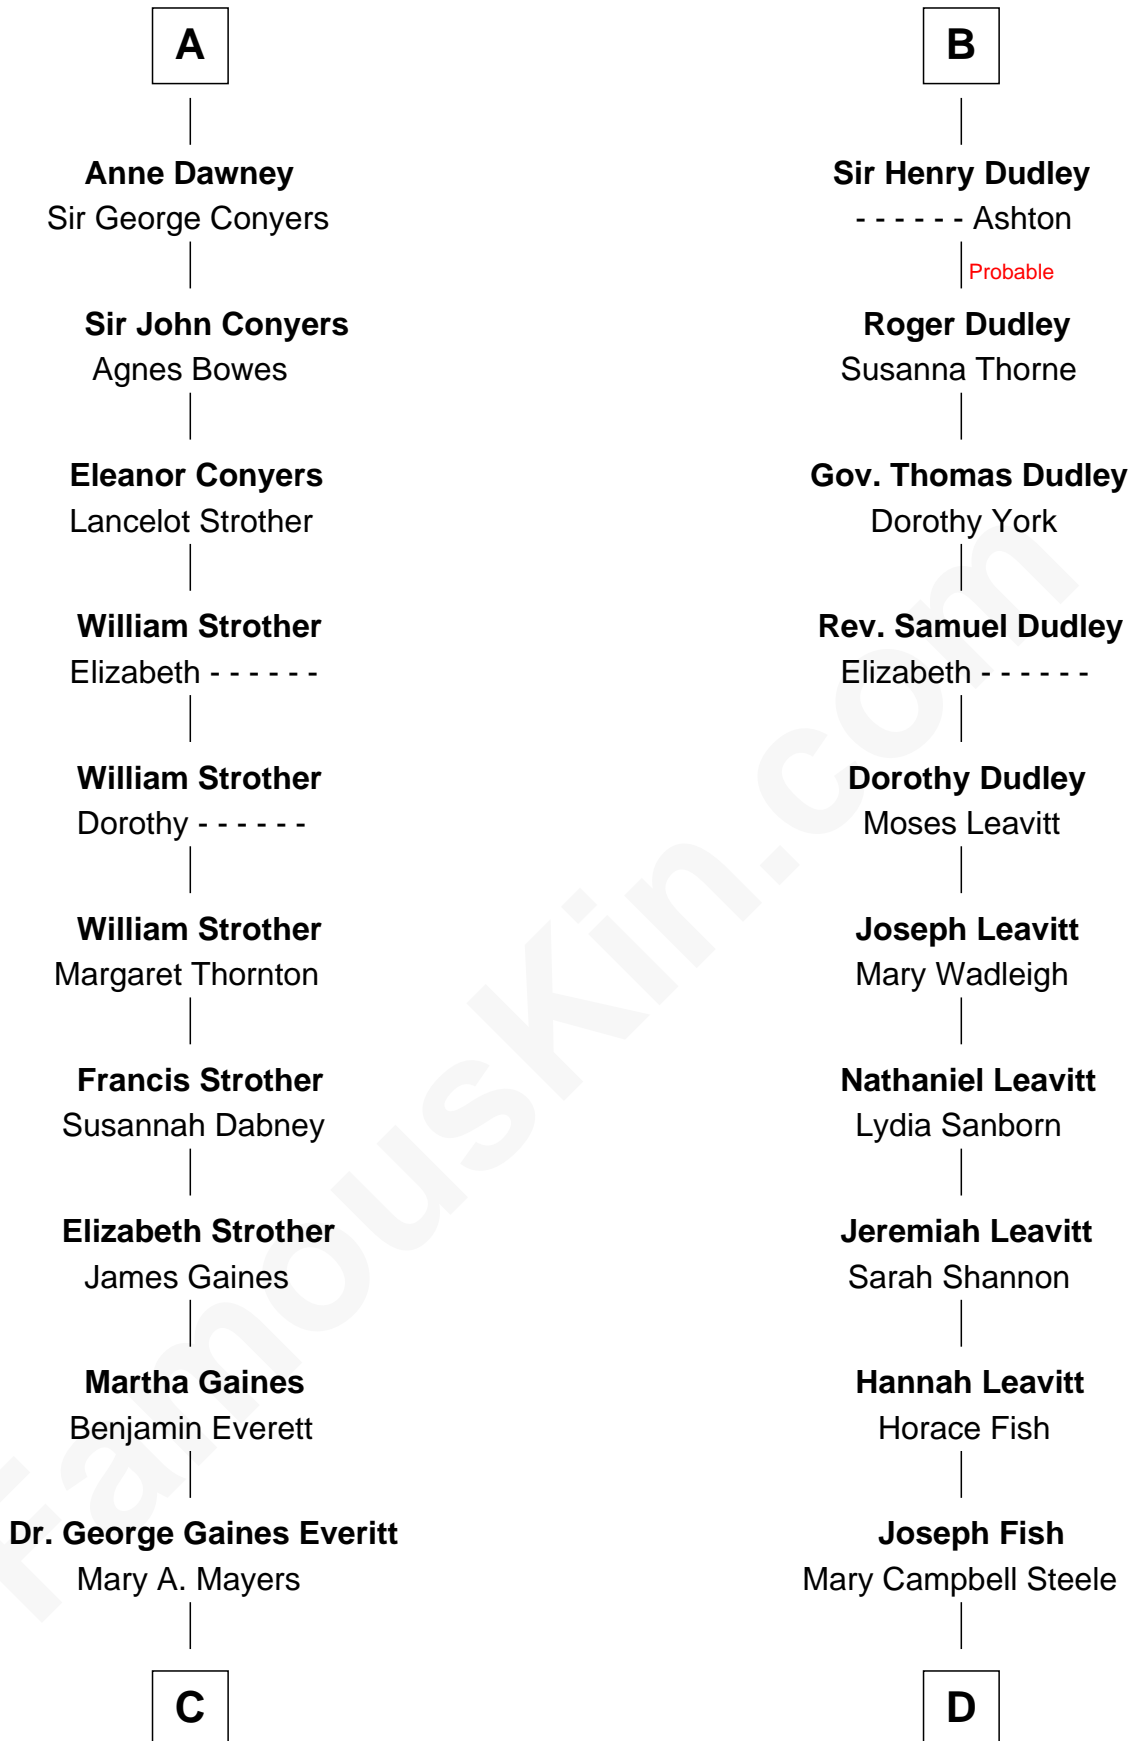 A
Anne Dawney
Sir George Conyers
Sir John Conyers
Agnes Bowes
Eleanor Conyers
Lancelot Strother
William Strother
Elizabeth - - - - - -
William Strother
Dorothy - - - - - -
William Strother
Margaret Thornton
Francis Strother
Susannah Dabney
Elizabeth Strother
James Gaines
Martha Gaines
Benjamin Everett
Dr. George Gaines Everitt
Mary A. Mayers
C
B
Sir Henry Dudley
- - - - - - Ashton
Probable
Roger Dudley
Susanna Thorne
Gov. Thomas Dudley
Dorothy York
Rev. Samuel Dudley
Elizabeth - - - - - -
Dorothy Dudley
Moses Leavitt
Joseph Leavitt
Mary Wadleigh
Nathaniel Leavitt
Lydia Sanborn
Jeremiah Leavitt
Sarah Shannon
Hannah Leavitt
Horace Fish
Joseph Fish
Mary Campbell Steele
D
FamousKin.com